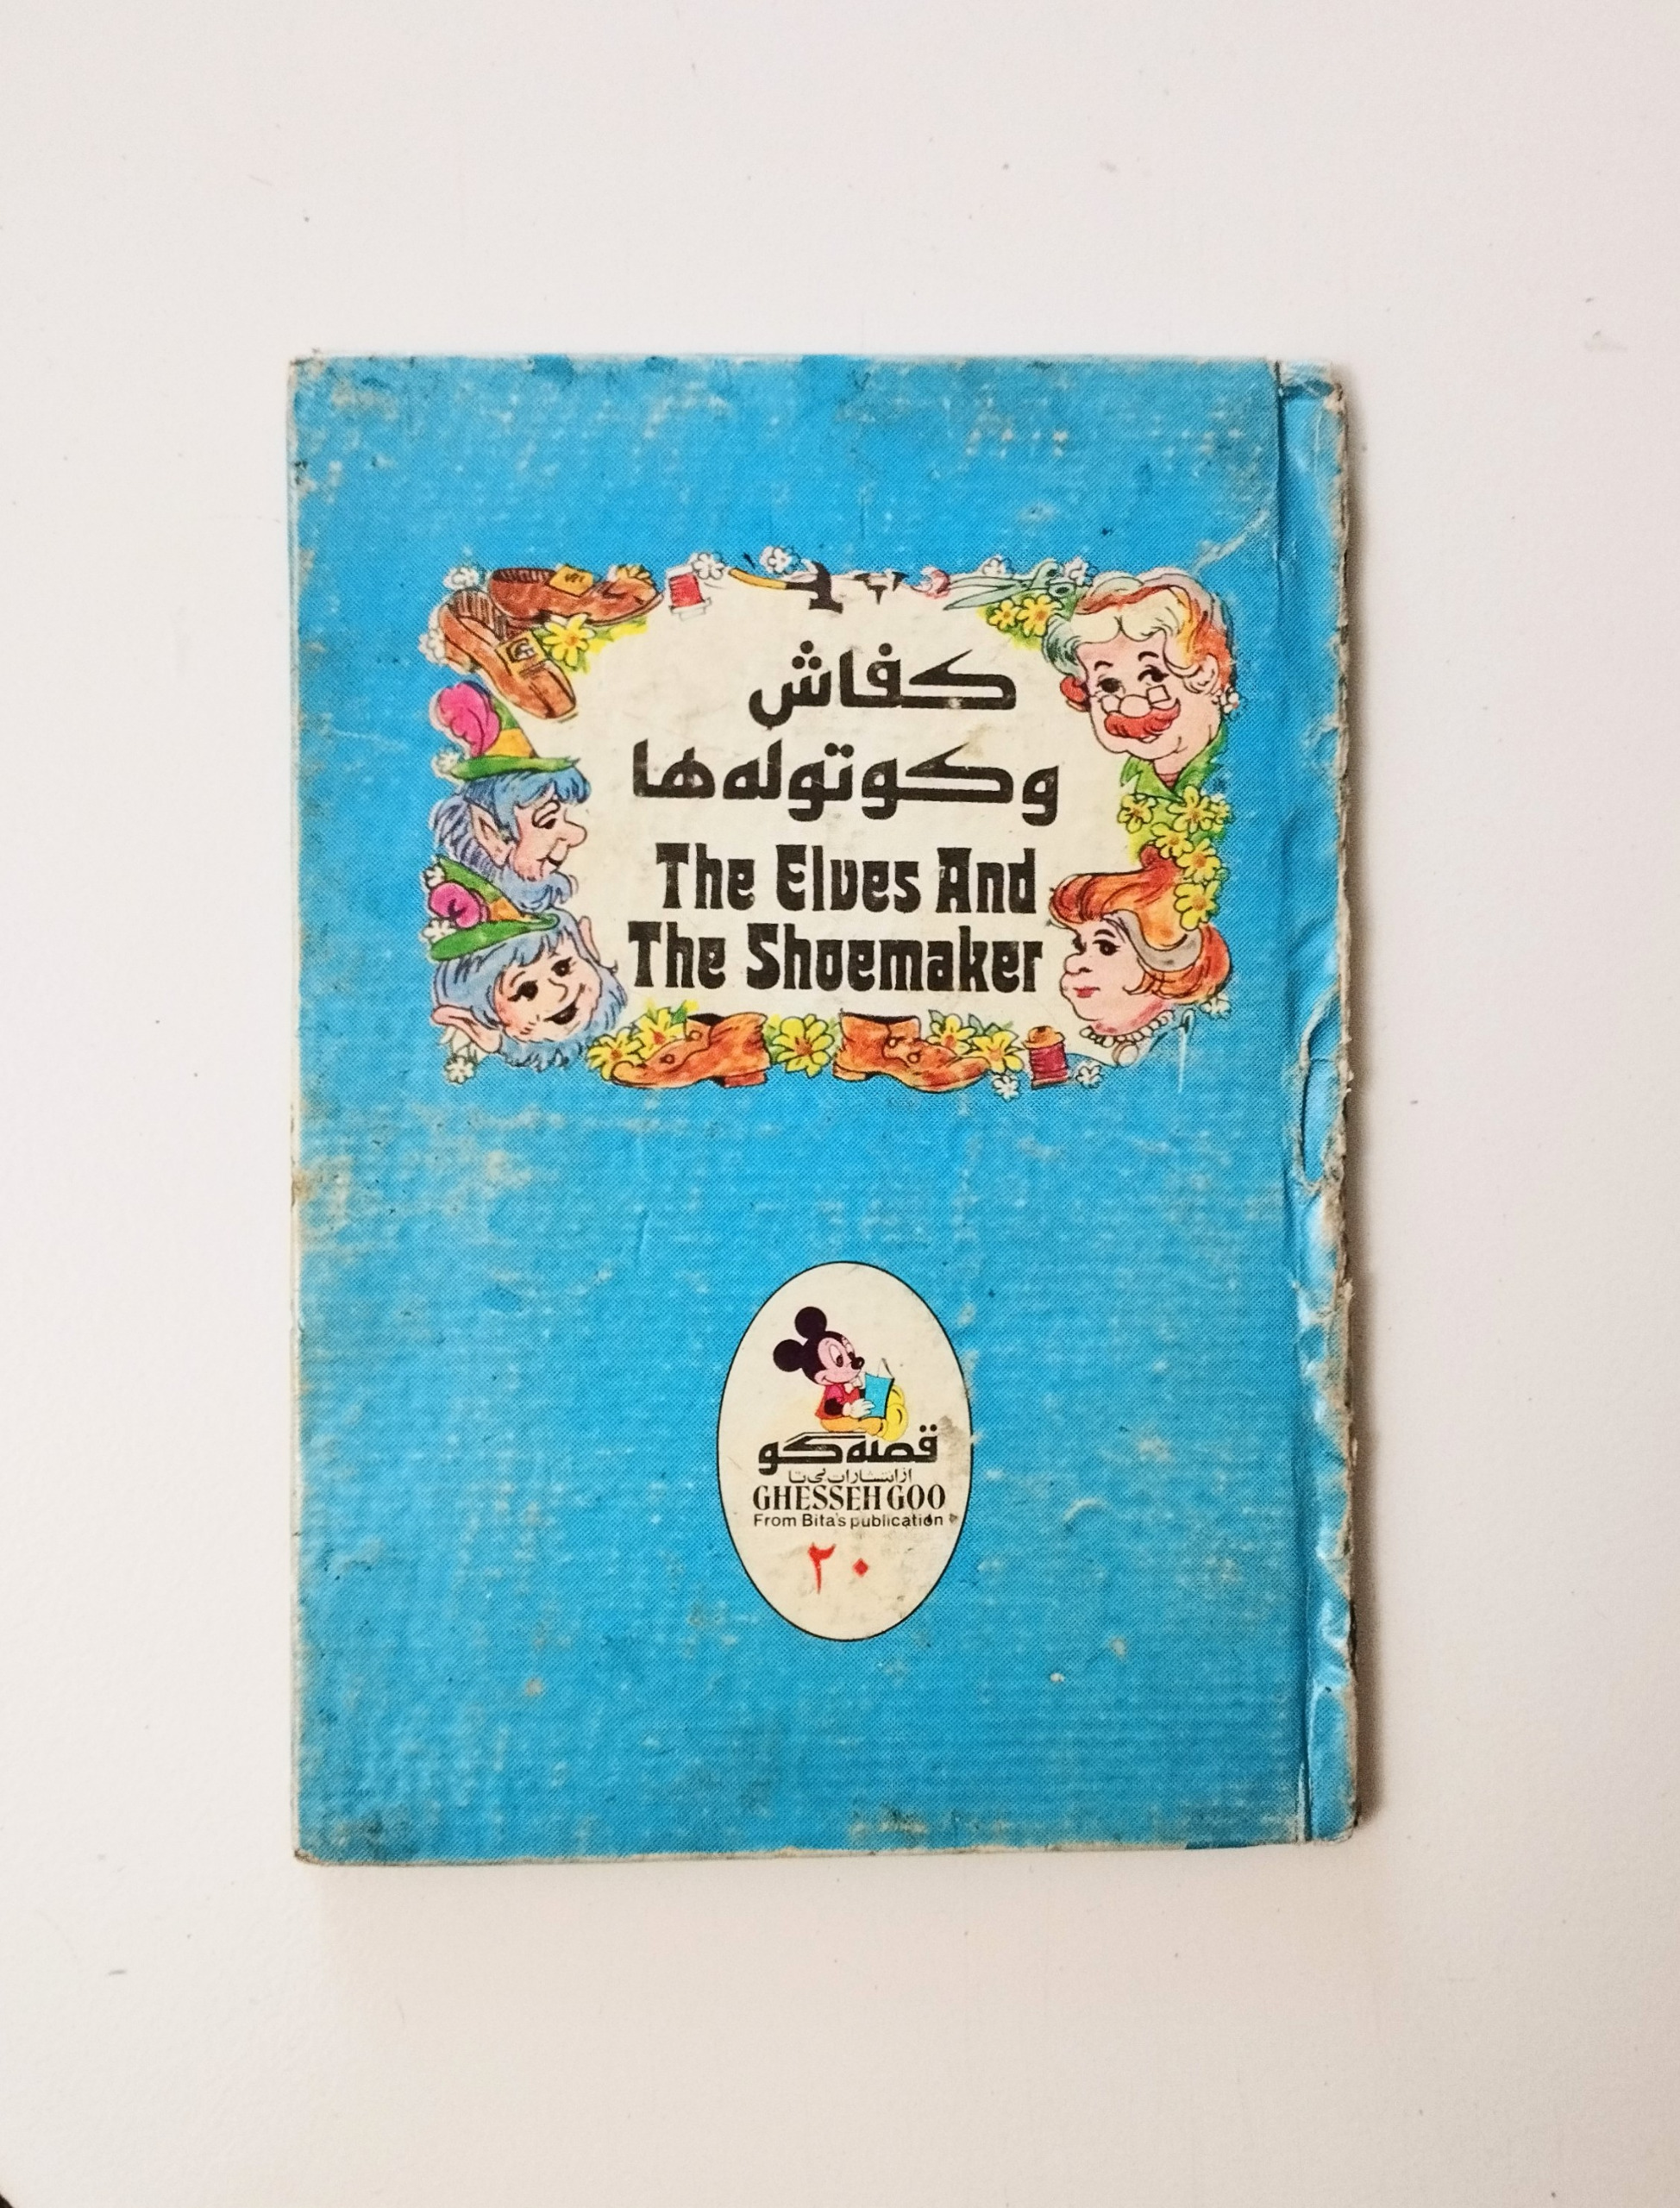 کفاش
وکوتوله‌ها
The Elves And
The Shoemaker
قصه‌گو
از انتشارات بی‌تا
GHESSEH GOO
From Bita's publication
۲۰